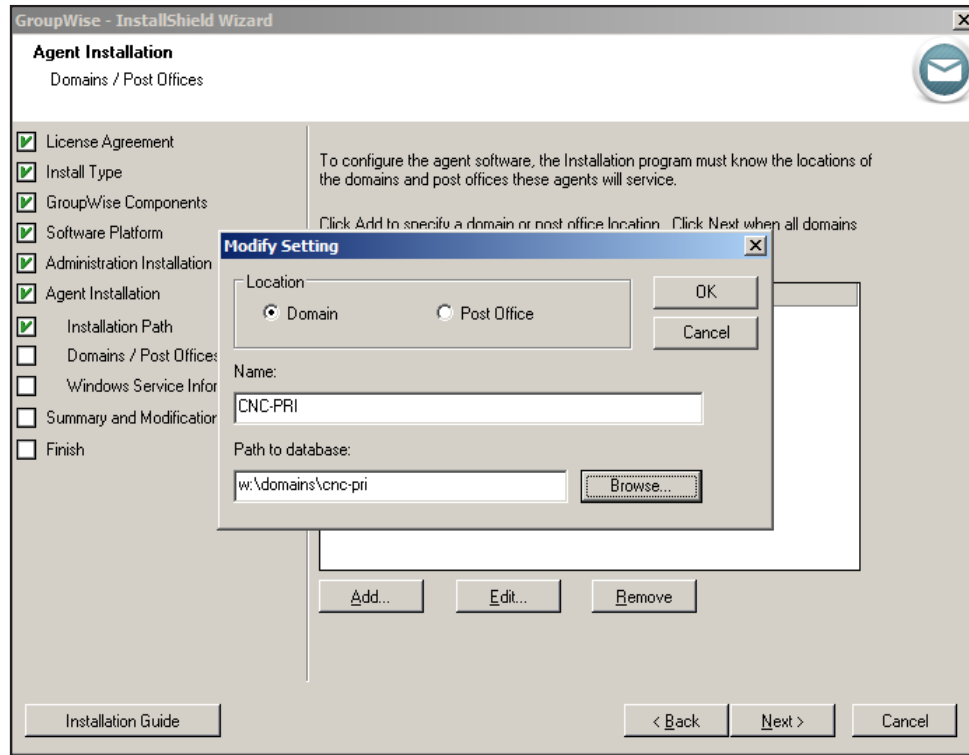 GroupWise - InstallShield Wizard
Agent Installation
Domains / Post Offices
License Agreement
Install Type
GroupWise Components
Software Platform
Administration Installation
Agent Installation
Installation Path
Domains / Post Offices
Windows Service Infor
Summary and Modification
Finish
To configure the agent software, the Installation program must know the locations of
the domains and post offices these agents will service.
Click Add to specify a domain or post office location. Click Next when all domains
Modify Setting
Location
Domain
Post Office
OK
Cancel
Name:
CNC-PRI
Path to database:
w:\domains\cnc-pri
Browse...
Add...
Edit...
Remove
Installation Guide
< Back
Next >
Cancel